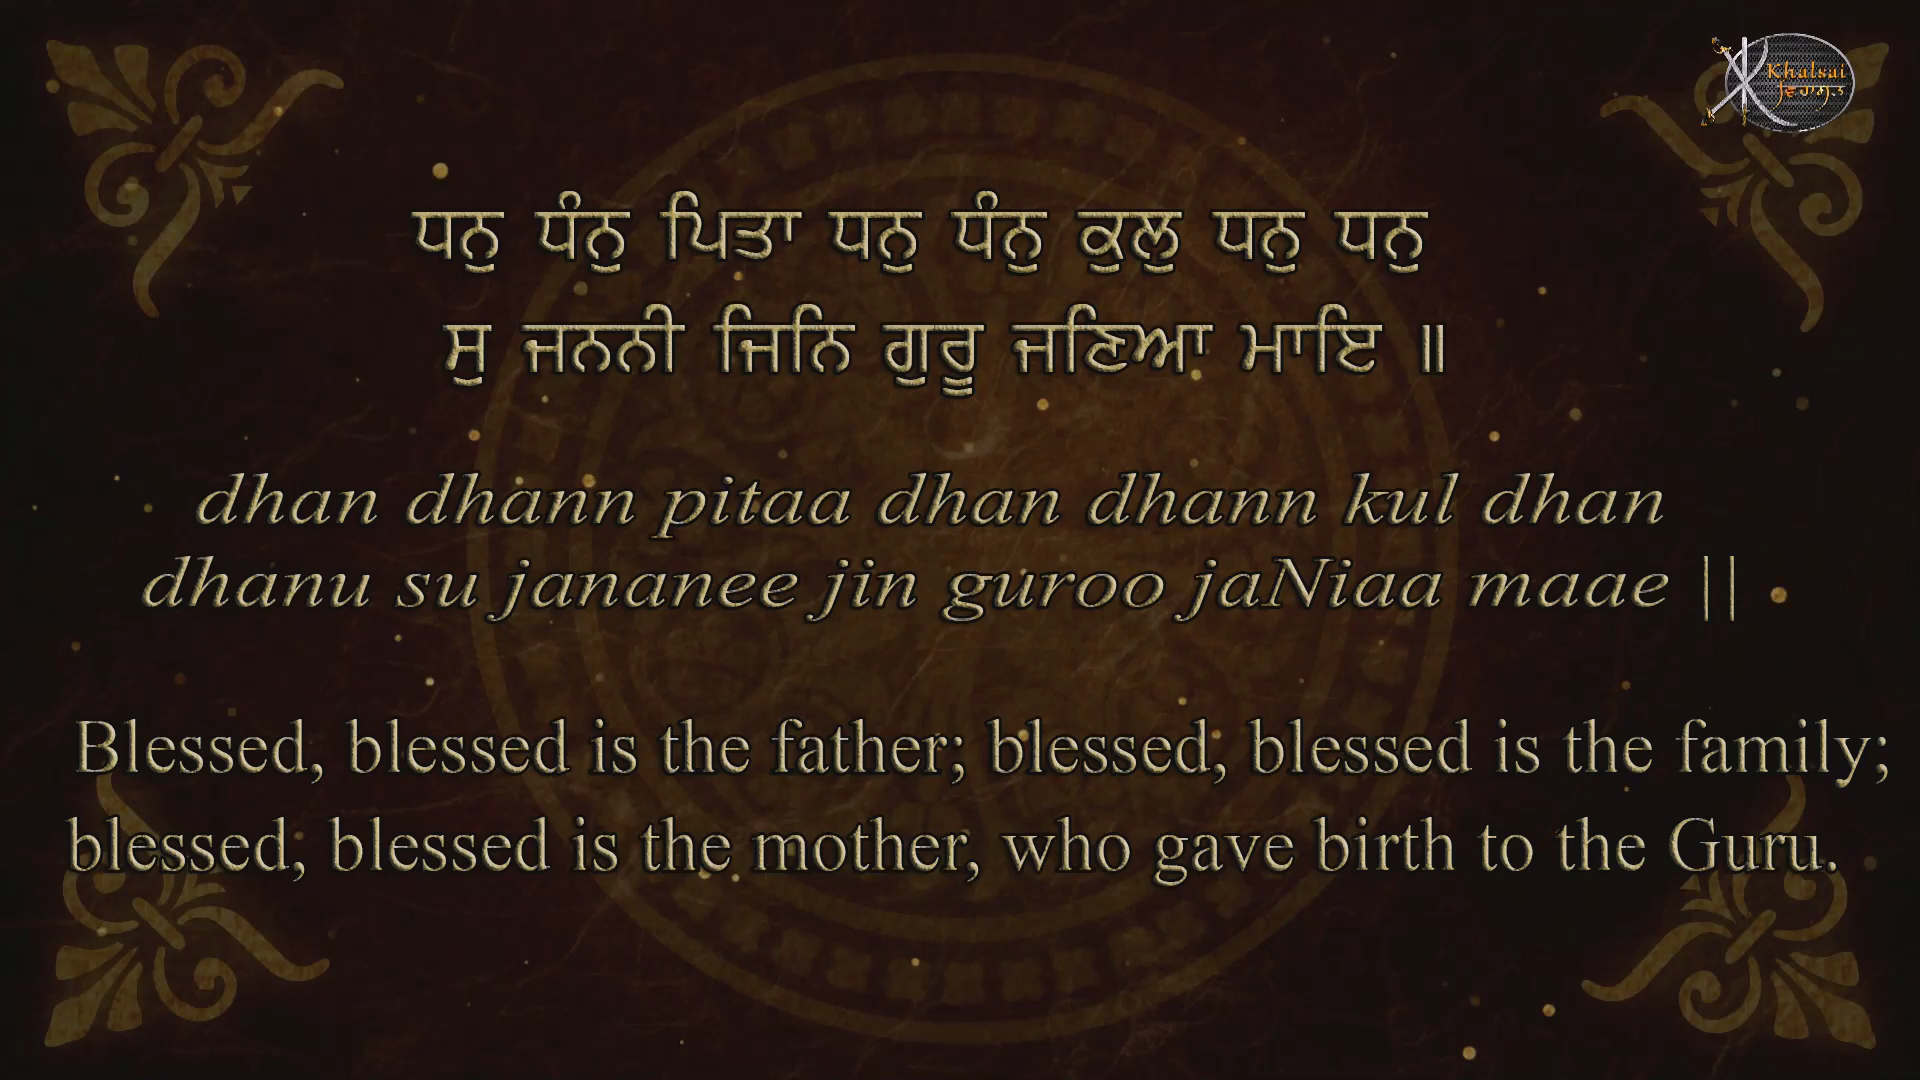 Khalsai
ਧਨੁ ਧੰਨੁ ਪਿਤਾ ਧਨੁ ਧੰਨੁ ਕੁਲੁ ਧਨੁ ਧਨੁ
ਸੁ ਜਨਨੀ ਜਿਨਿ ਗੁਰੂ ਜਣਿਆ ਮਾਇ ॥
dhan dhann pitaa dhan dhann kul dhan
dhanu su jananee jin guroo jaNiaa maae ||
Blessed, blessed is the father; blessed, blessed is the family;
blessed, blessed is the mother, who gave birth to the Guru.